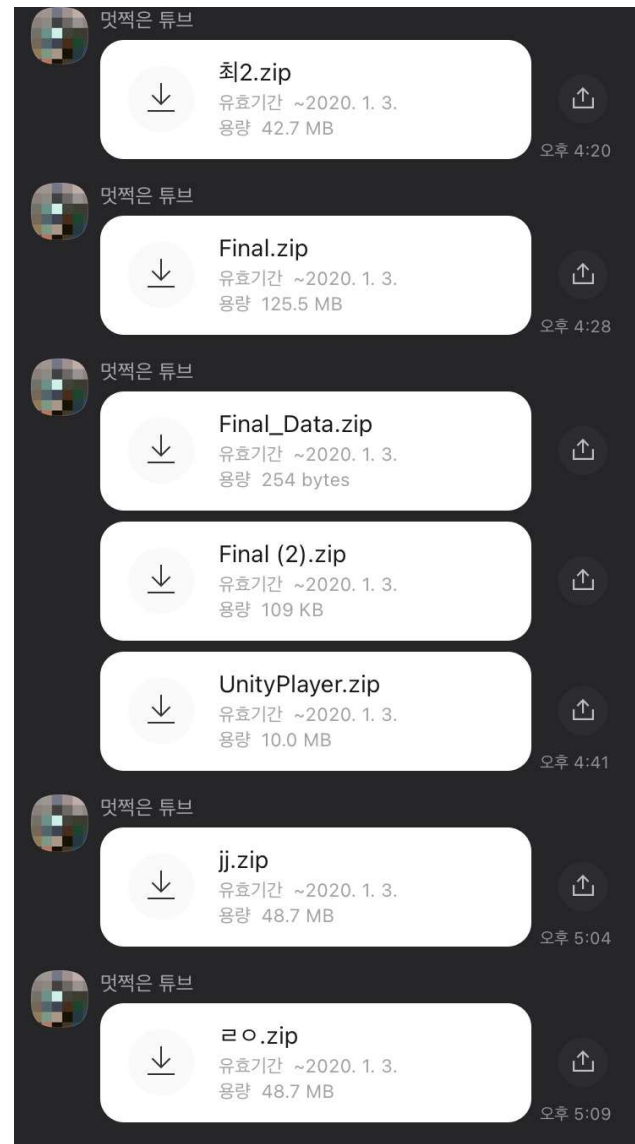 멋쩍은 튜브
최2.zip
유효기간 ~2020. 1. 3.
용량 42.7 MB
오후 4:20
멋쩍은 튜브
Final.zip
유효기간 ~2020. 1. 3.
용량 125.5 MB
오후 4:28
멋쩍은 튜브
Final_Data.zip
유효기간 ~2020. 1. 3.
용량 254 bytes
Final (2).zip
유효기간 ~2020. 1. 3.
용량 109 KB
UnityPlayer.zip
유효기간 ~2020. 1. 3.
용량 10.0 MB
오후 4:41
멋쩍은 튜브
jj.zip
유효기간 ~2020. 1. 3.
용량 48.7 MB
오후 5:04
멋쩍은 튜브
ㄹㅇ.zip
유효기간 ~2020. 1. 3.
용량 48.7 MB
오후 5:09